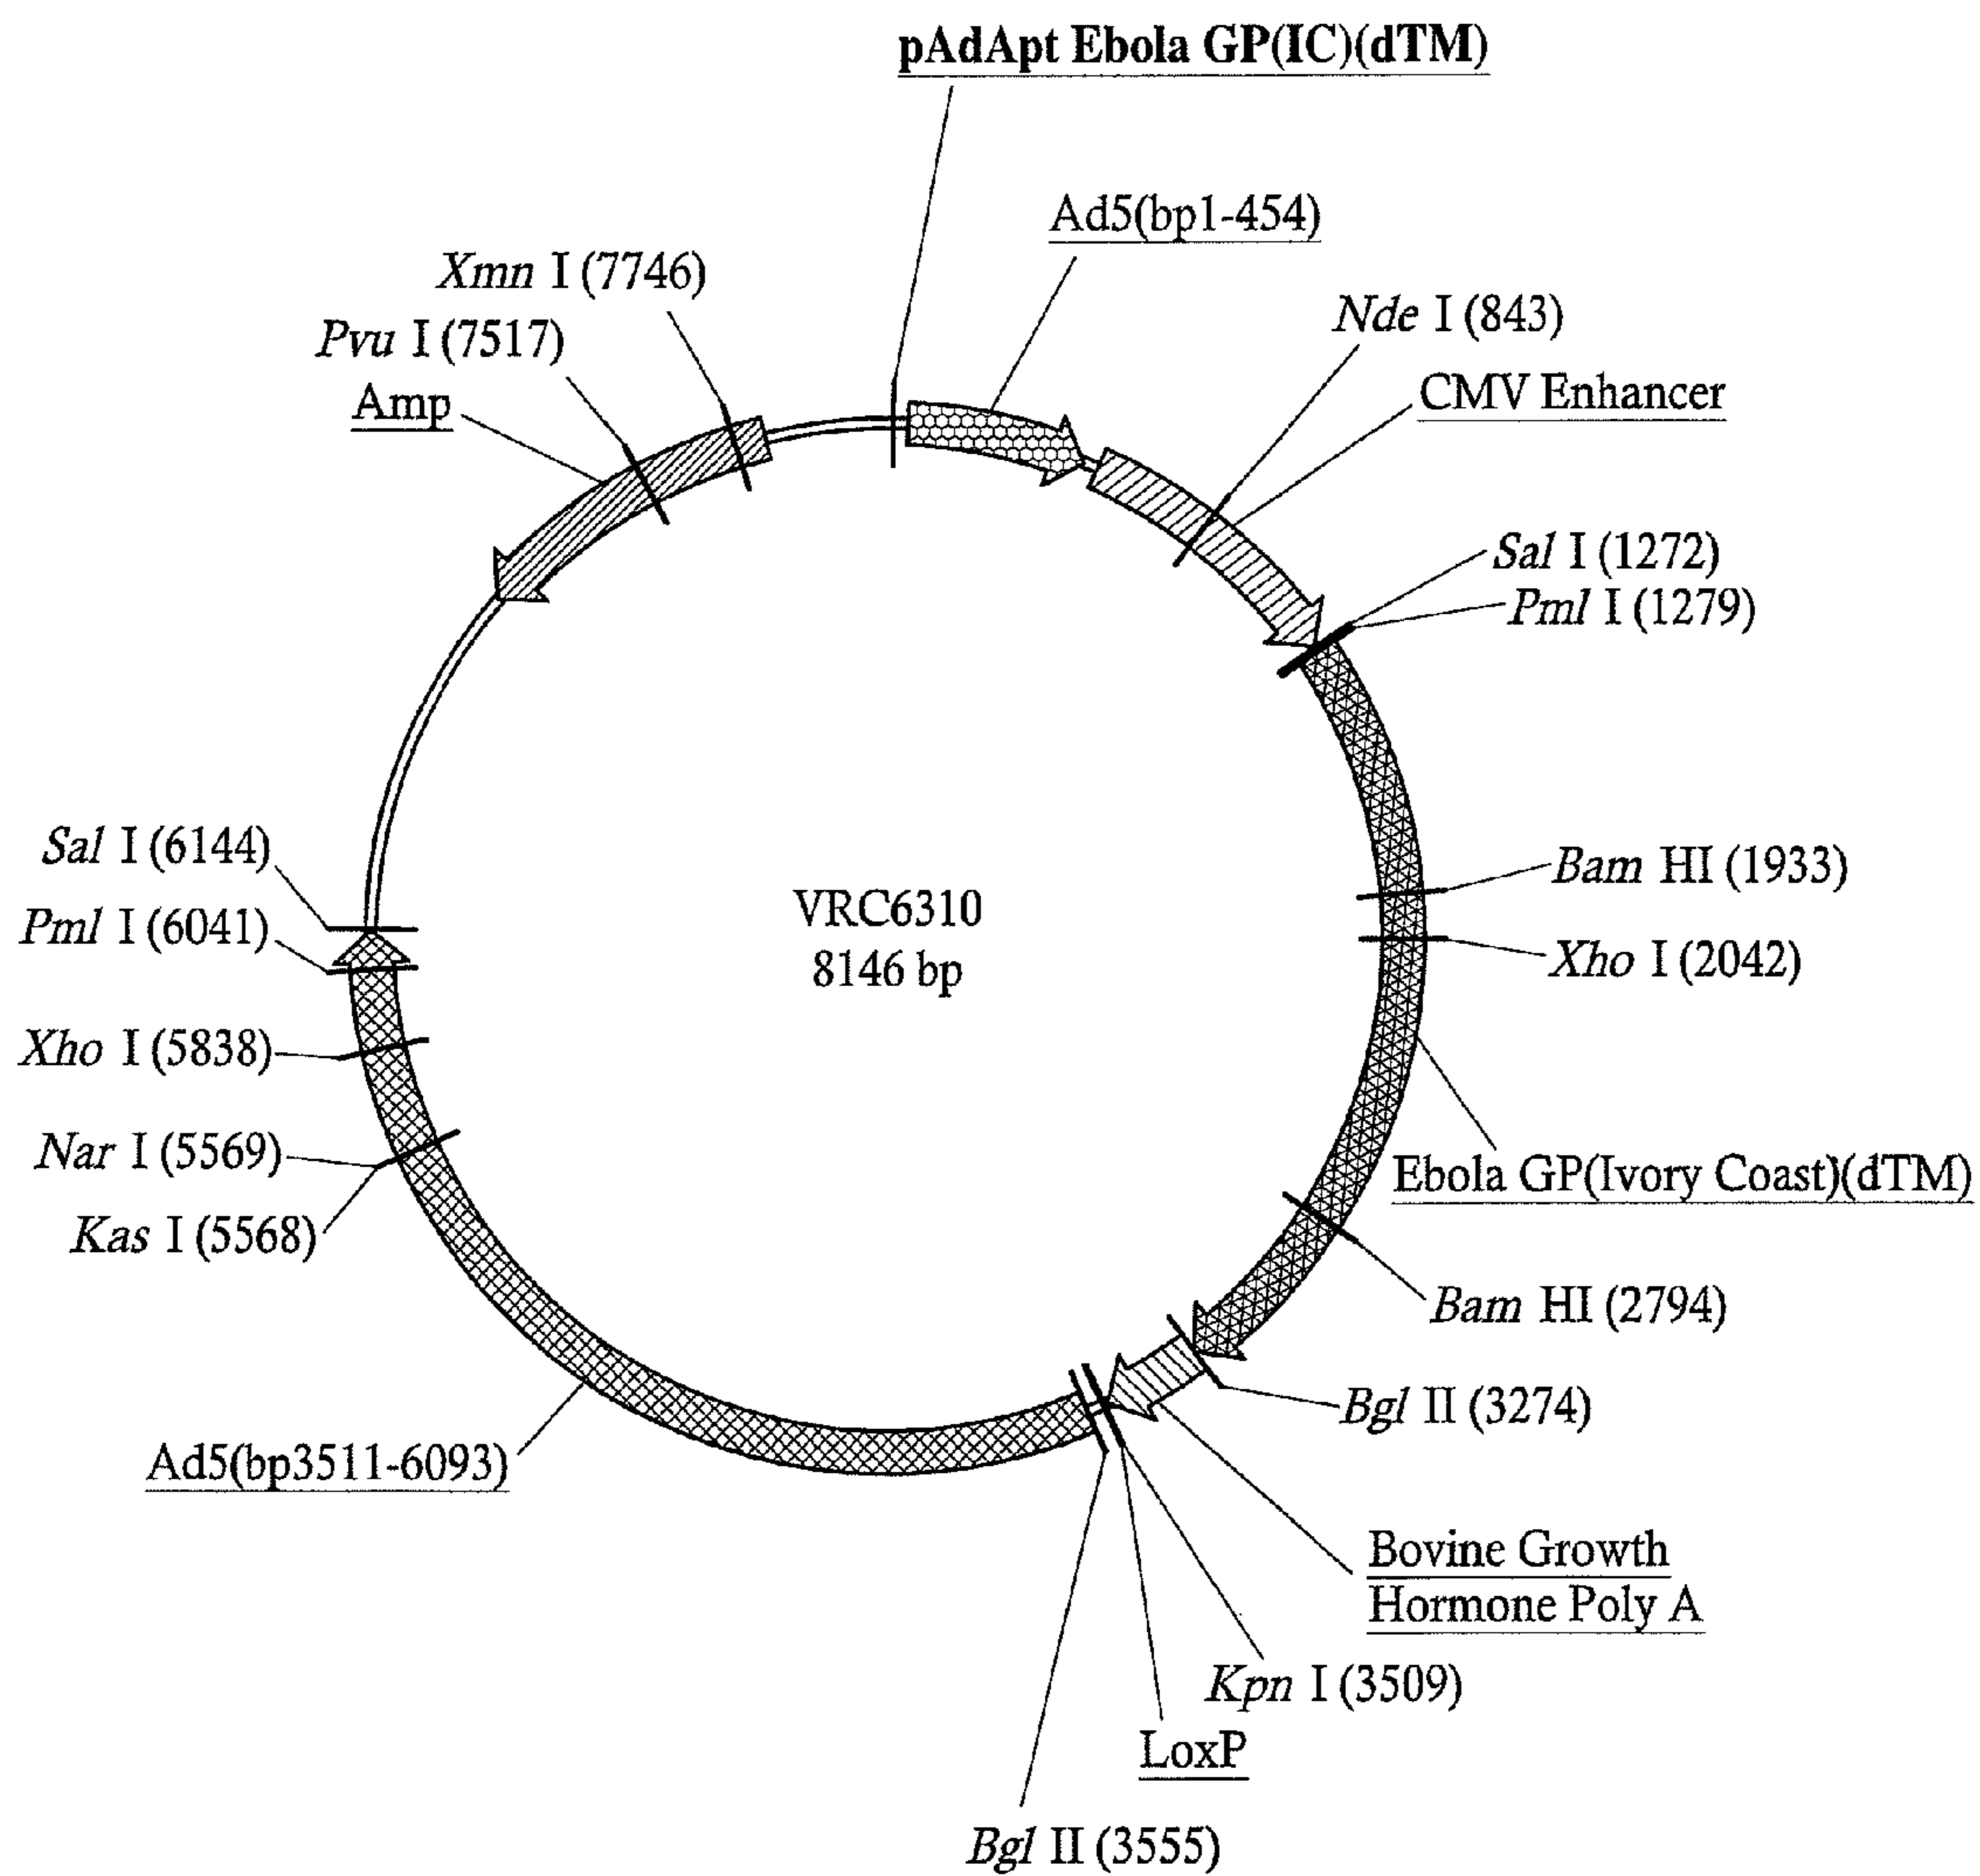 pAdApt Ebola GP(IC)(dTM)
Ad5(bp1-454)
Xmn I (7746)
Nde I (843)
Pvu I (7517)
CMV Enhancer
Amp
Sal I (1272)
Pml I (1279)
Sal I (6144)
Bam HI (1933)
VRC6310
Pml I (6041)
Xho I (2042)
8146 bp
Xho I (5838)
Nar I (5569)
Ebola GP(Ivory Coast)(dTM)
Kas I (5568)
Bam HI (2794)
Bgl II (3274)
Ad5(bp3511-6093)
Bovine Growth
Hormone Poly A
Kpn I (3509)
LoxP
Bgl II (3555)